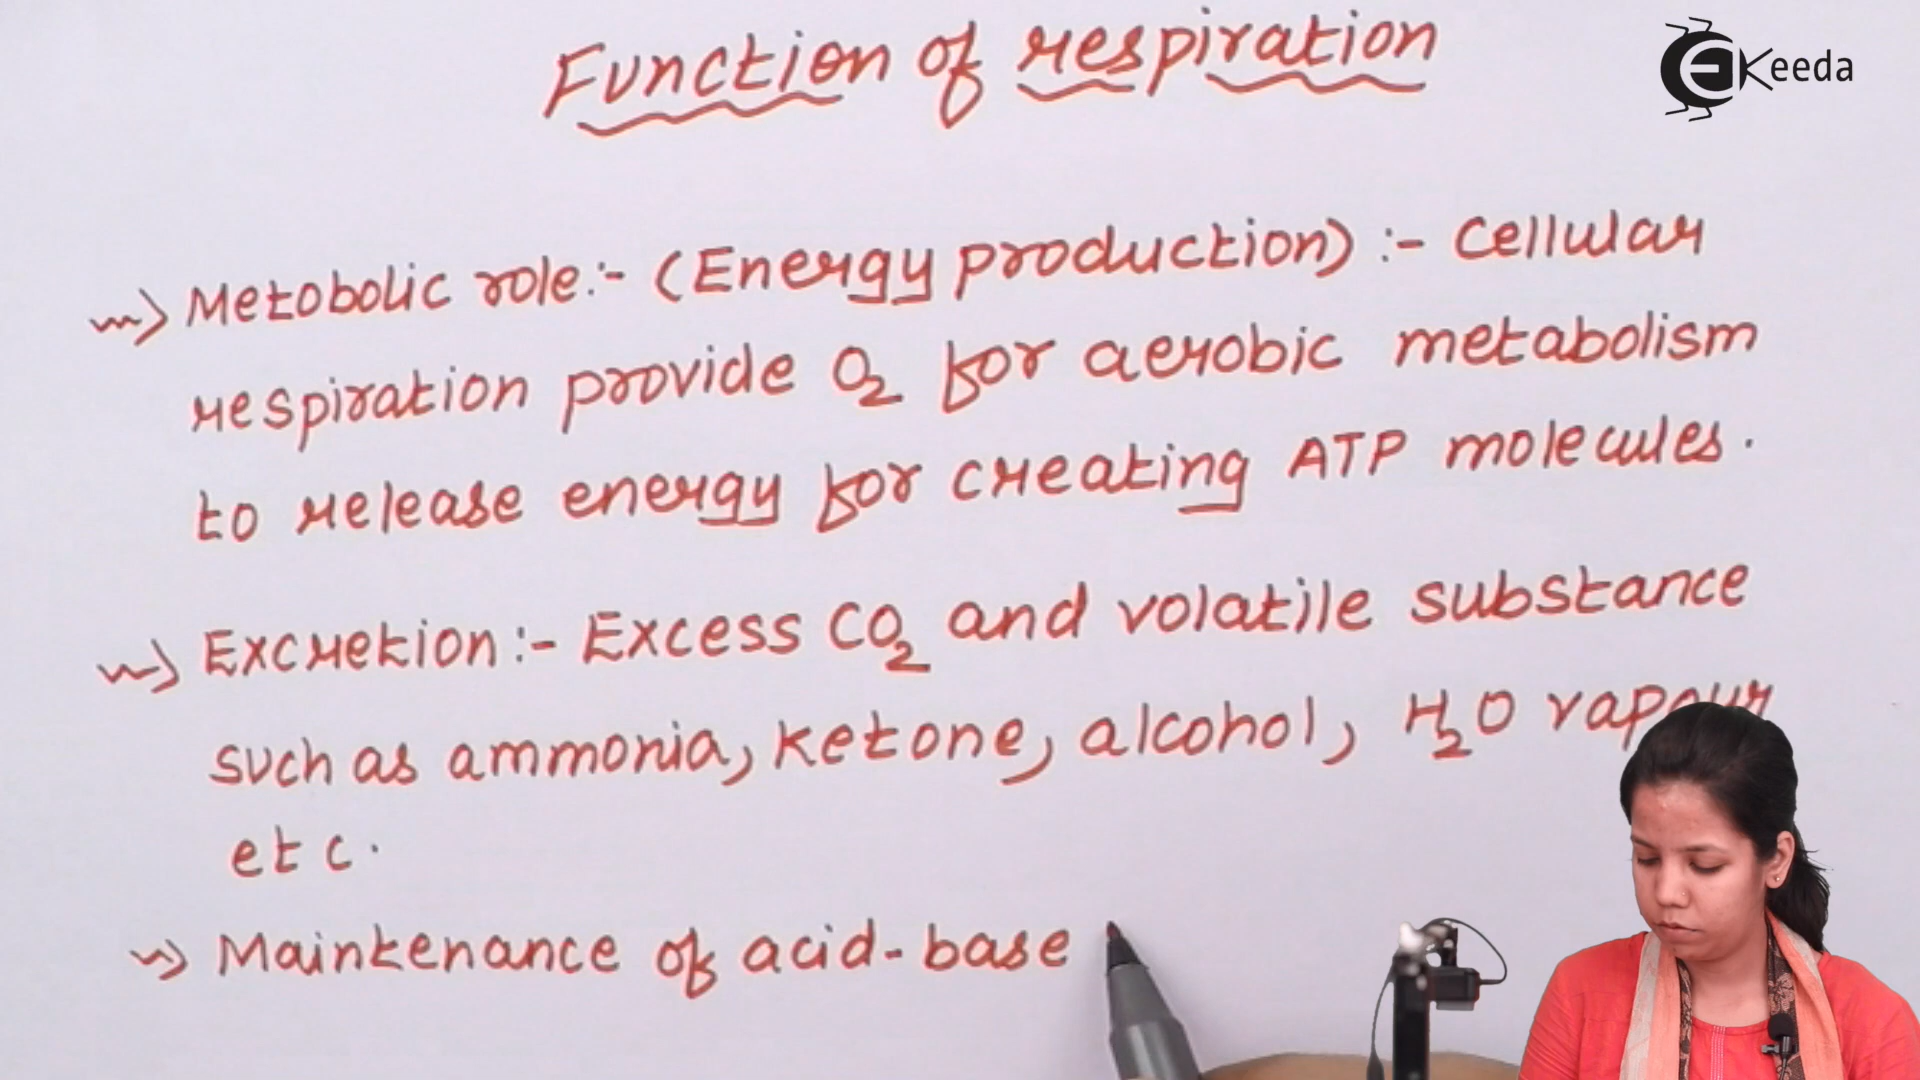 Function of respiration
EKeeda
~> Metobolic role:- (Energy production) :- Cellular
respiration provide O₂ for aerobic metabolism
to release energy for creating ATP molecules.
~> Excretion :- Excess CO₂ and volatile substance
such as ammonia, ketone, alcohol, H₂O vapour
etc.
~> Maintenance of acid-base